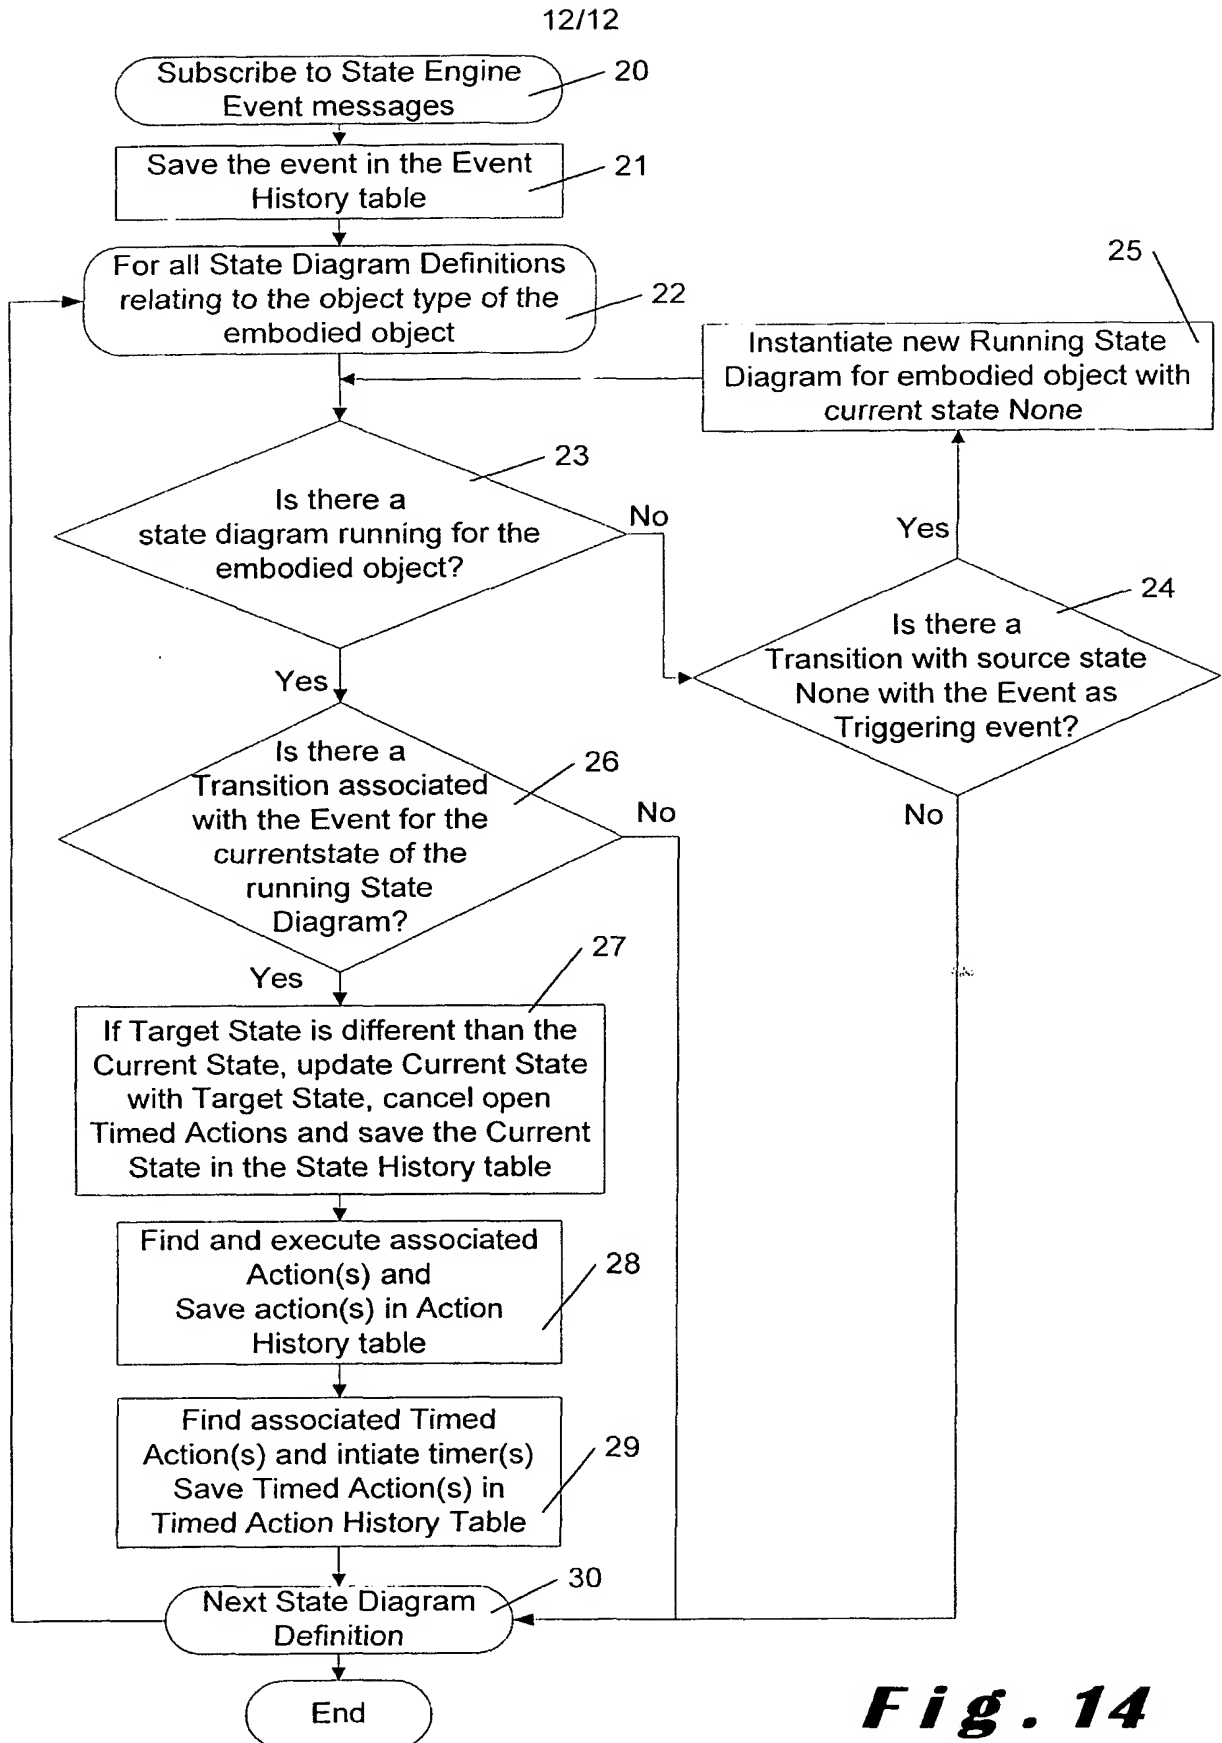 12/12
Subscribe to State Engine
Event messages
20
Save the event in the Event
History table
21
For all State Diagram Definitions
relating to the object type of the
embodied object
22
25
Instantiate new Running State
Diagram for embodied object with
current state None
23
Is there a
state diagram running for the
embodied object?
No
Yes
24
Is there a
Transition with source state
None with the Event as
Triggering event?
Yes
No
26
Is there a
Transition associated
with the Event for the
currentstate of the
running State
Diagram?
No
Yes
27
If Target State is different than the
Current State, update Current State
with Target State, cancel open
Timed Actions and save the Current
State in the State History table
Find and execute associated
Action(s) and
Save action(s) in Action
History table
28
Find associated Timed
Action(s) and intiate timer(s)
Save Timed Action(s) in
Timed Action History Table
29
30
Next State Diagram
Definition
End
Fig. 14